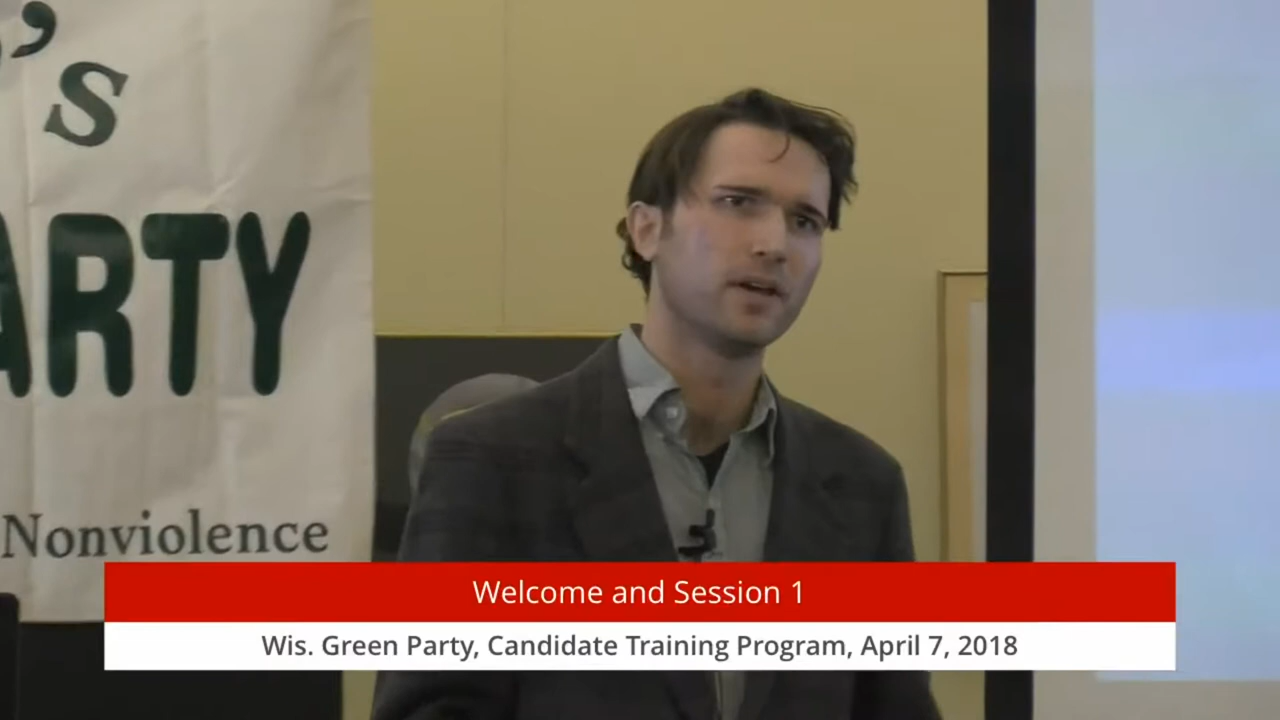 's
ARTY
Nonviolence
Welcome and Session 1
Wis. Green Party, Candidate Training Program, April 7, 2018